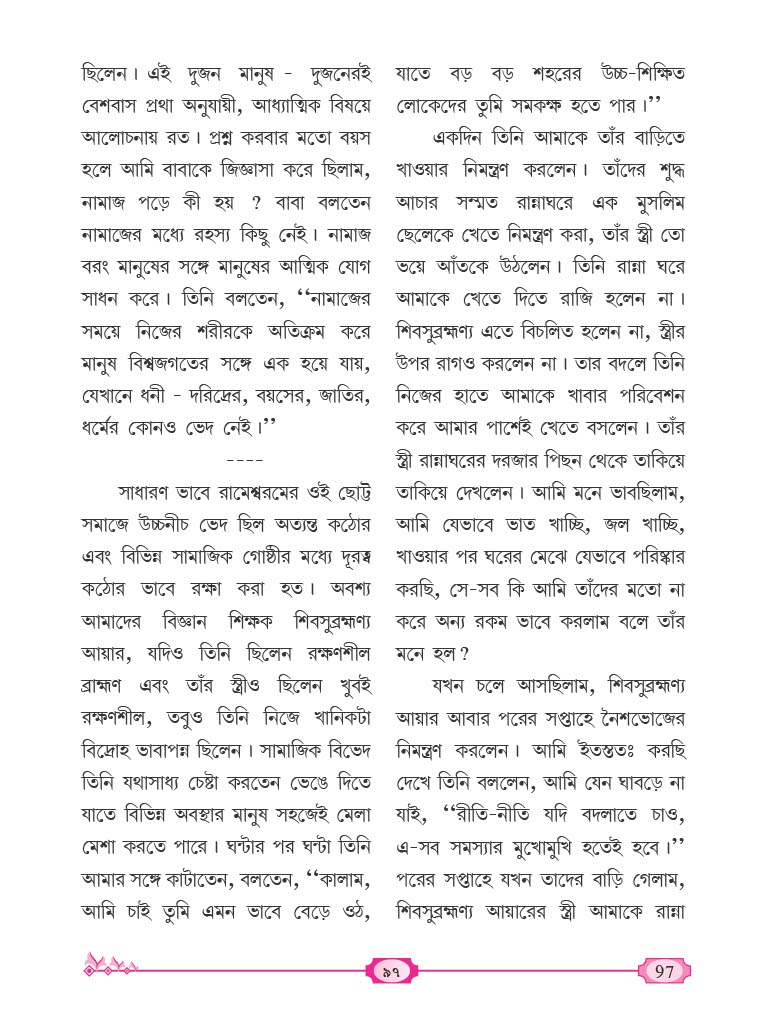 ছিলেন। এই দুজন মানুষ - দুজনেরই
বেশবাস প্রথা অনুযায়ী, আধ্যাত্মিক বিষয়ে
আলোচনায় রত। প্রশ্ন করবার মতো বয়স
হলে আমি বাবাকে জিজ্ঞাসা করে ছিলাম,
নামাজ পড়ে কী হয় ? বাবা বলতেন
নামাজের মধ্যে রহস্য কিছু নেই। নামাজ
বরং মানুষের সঙ্গে মানুষের আত্মিক যোগ
সাধন করে। তিনি বলতেন, ‘‘নামাজের
সময়ে নিজের শরীরকে অতিক্রম করে
মানুষ বিশ্বজগতের সঙ্গে এক হয়ে যায়,
যেখানে ধনী - দরিদ্রের, বয়সের, জাতির,
ধর্মের কোনও ভেদ নেই।’’
----
সাধারণ ভাবে রামেশ্বরমের ওই ছোট্ট
সমাজে উচ্চনীচ ভেদ ছিল অত্যন্ত কঠোর
এবং বিভিন্ন সামাজিক গোষ্ঠীর মধ্যে দূরত্ব
কঠোর ভাবে রক্ষা করা হত। অবশ্য
আমাদের বিজ্ঞান শিক্ষক শিবসুব্রহ্মণ্য
আয়ার, যদিও তিনি ছিলেন রক্ষণশীল
ব্রাহ্মণ এবং তাঁর স্ত্রীও ছিলেন খুবই
রক্ষণশীল, তবুও তিনি নিজে খানিকটা
বিদ্রোহ ভাবাপন্ন ছিলেন। সামাজিক বিভেদ
তিনি যথাসাধ্য চেষ্টা করতেন ভেঙে দিতে
যাতে বিভিন্ন অবস্থার মানুষ সহজেই মেলা
মেশা করতে পারে। ঘন্টার পর ঘন্টা তিনি
আমার সঙ্গে কাটাতেন, বলতেন, ‘‘কালাম,
আমি চাই তুমি এমন ভাবে বেড়ে ওঠ,
যাতে বড় বড় শহরের উচ্চ-শিক্ষিত
লোকেদের তুমি সমকক্ষ হতে পার।’’
একদিন তিনি আমাকে তাঁর বাড়িতে
খাওয়ার নিমন্ত্রণ করলেন। তাঁদের শুদ্ধ
আচার সম্মত রান্নাঘরে এক মুসলিম
ছেলেকে খেতে নিমন্ত্রণ করা, তাঁর স্ত্রী তো
ভয়ে আঁতকে উঠলেন। তিনি রান্না ঘরে
আমাকে খেতে দিতে রাজি হলেন না।
শিবসুব্রহ্মণ্য এতে বিচলিত হলেন না, স্ত্রীর
উপর রাগও করলেন না। তার বদলে তিনি
নিজের হাতে আমাকে খাবার পরিবেশন
করে আমার পার্শেই খেতে বসলেন। তাঁর
স্ত্রী রান্নাঘরের দরজার পিছন থেকে তাকিয়ে
তাকিয়ে দেখলেন। আমি মনে ভাবছিলাম,
আমি যেভাবে ভাত খাচ্ছি, জল খাচ্ছি,
খাওয়ার পর ঘরের মেঝে যেভাবে পরিষ্কার
করছি, সে-সব কি আমি তাঁদের মতো না
করে অন্য রকম ভাবে করলাম বলে তাঁর
মনে হল ?
যখন চলে আসছিলাম, শিবসুব্রহ্মণ্য
আয়ার আবার পরের সপ্তাহে নৈশভোজের
নিমন্ত্রণ করলেন। আমি ইতস্ততঃ করছি
দেখে তিনি বললেন, আমি যেন ঘাবড়ে না
যাই, ‘‘রীতি-নীতি যদি বদলাতে চাও,
এ-সব সমস্যার মুখোমুখি হতেই হবে।’’
পরের সপ্তাহে যখন তাদের বাড়ি গেলাম,
শিবসুব্রহ্মণ্য আয়ারের স্ত্রী আমাকে রান্না
৯৭
97